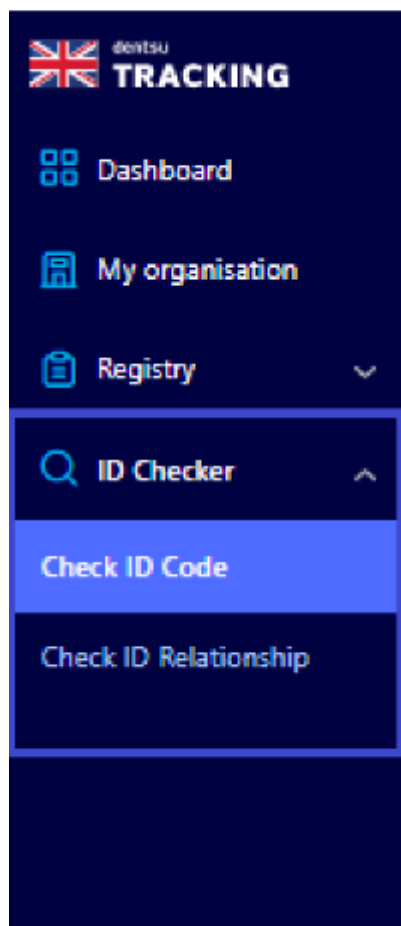 dentsu
TRACKING
Dashboard
My organisation
Registry
ID Checker
Check ID Code
Check ID Relationship